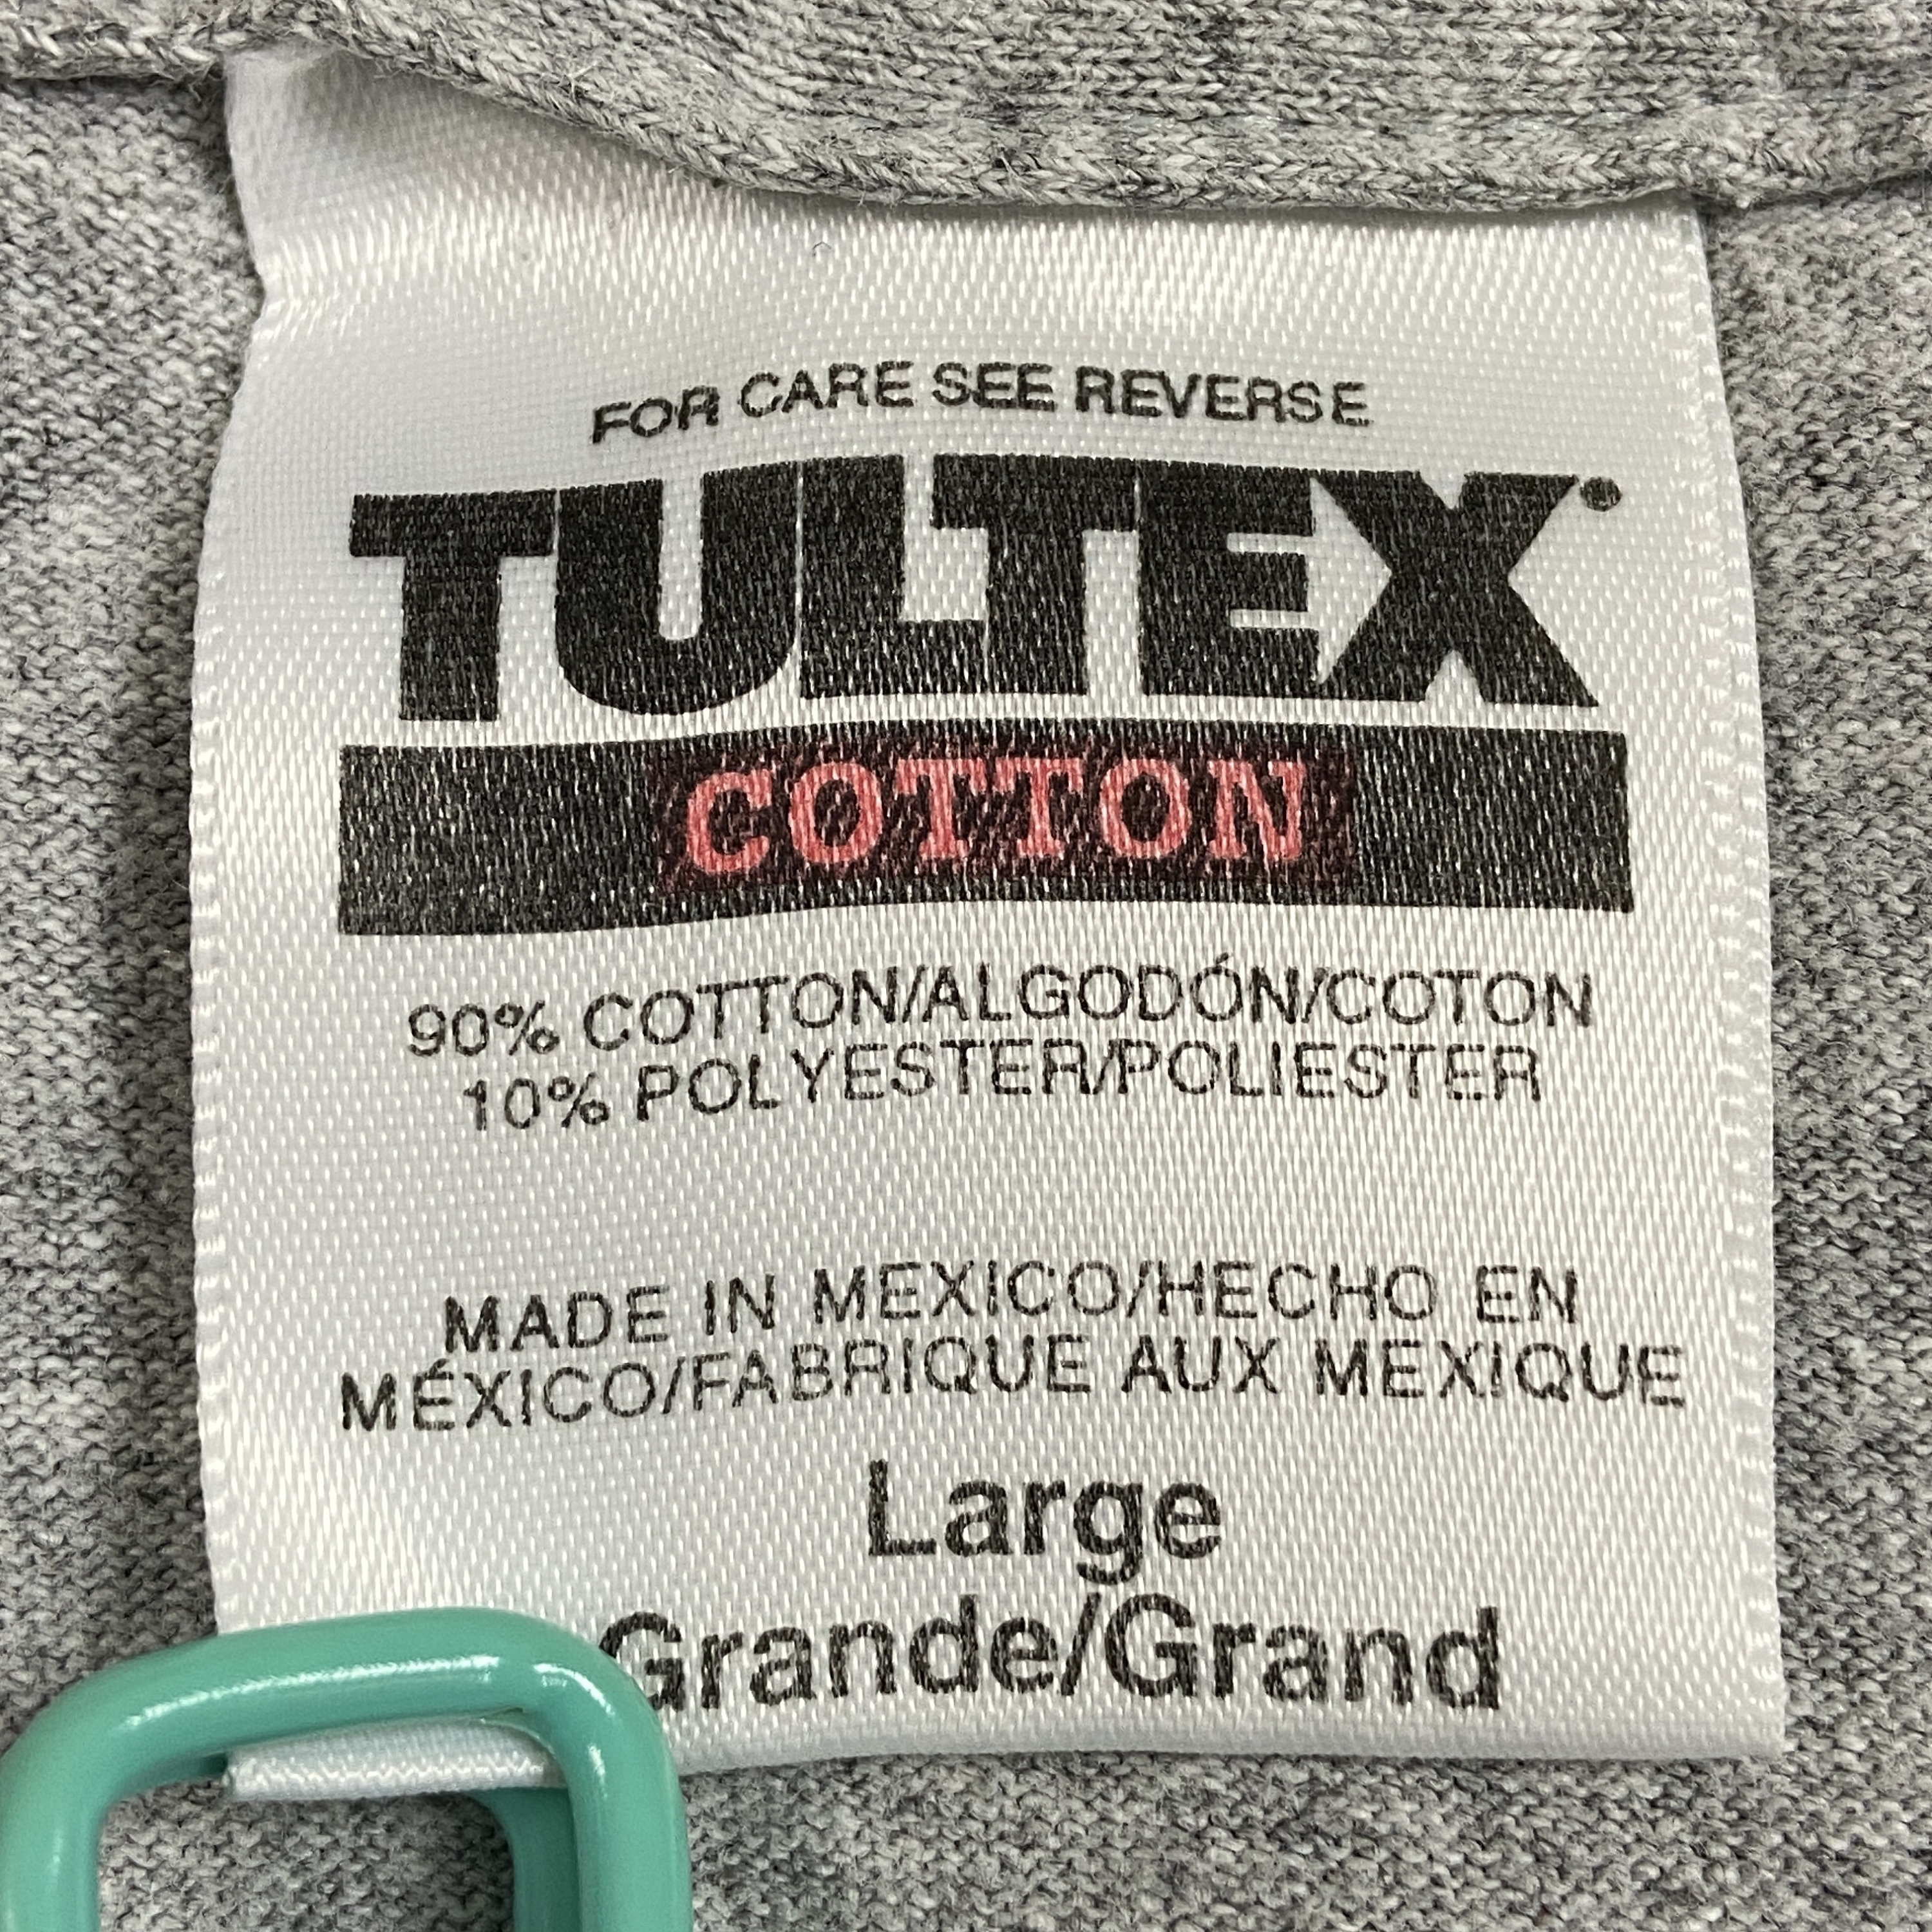 FOR CARE SEE REVERSE
TULTEX
COTTON
90% COTTON/ALGODÓN/COTON
10% POLYESTER/POLIESTER
MADE IN MEXICO/HECHO EN
MÉXICO/FABRIQUE AUX MEXIQUE
Large
Grande/Grand